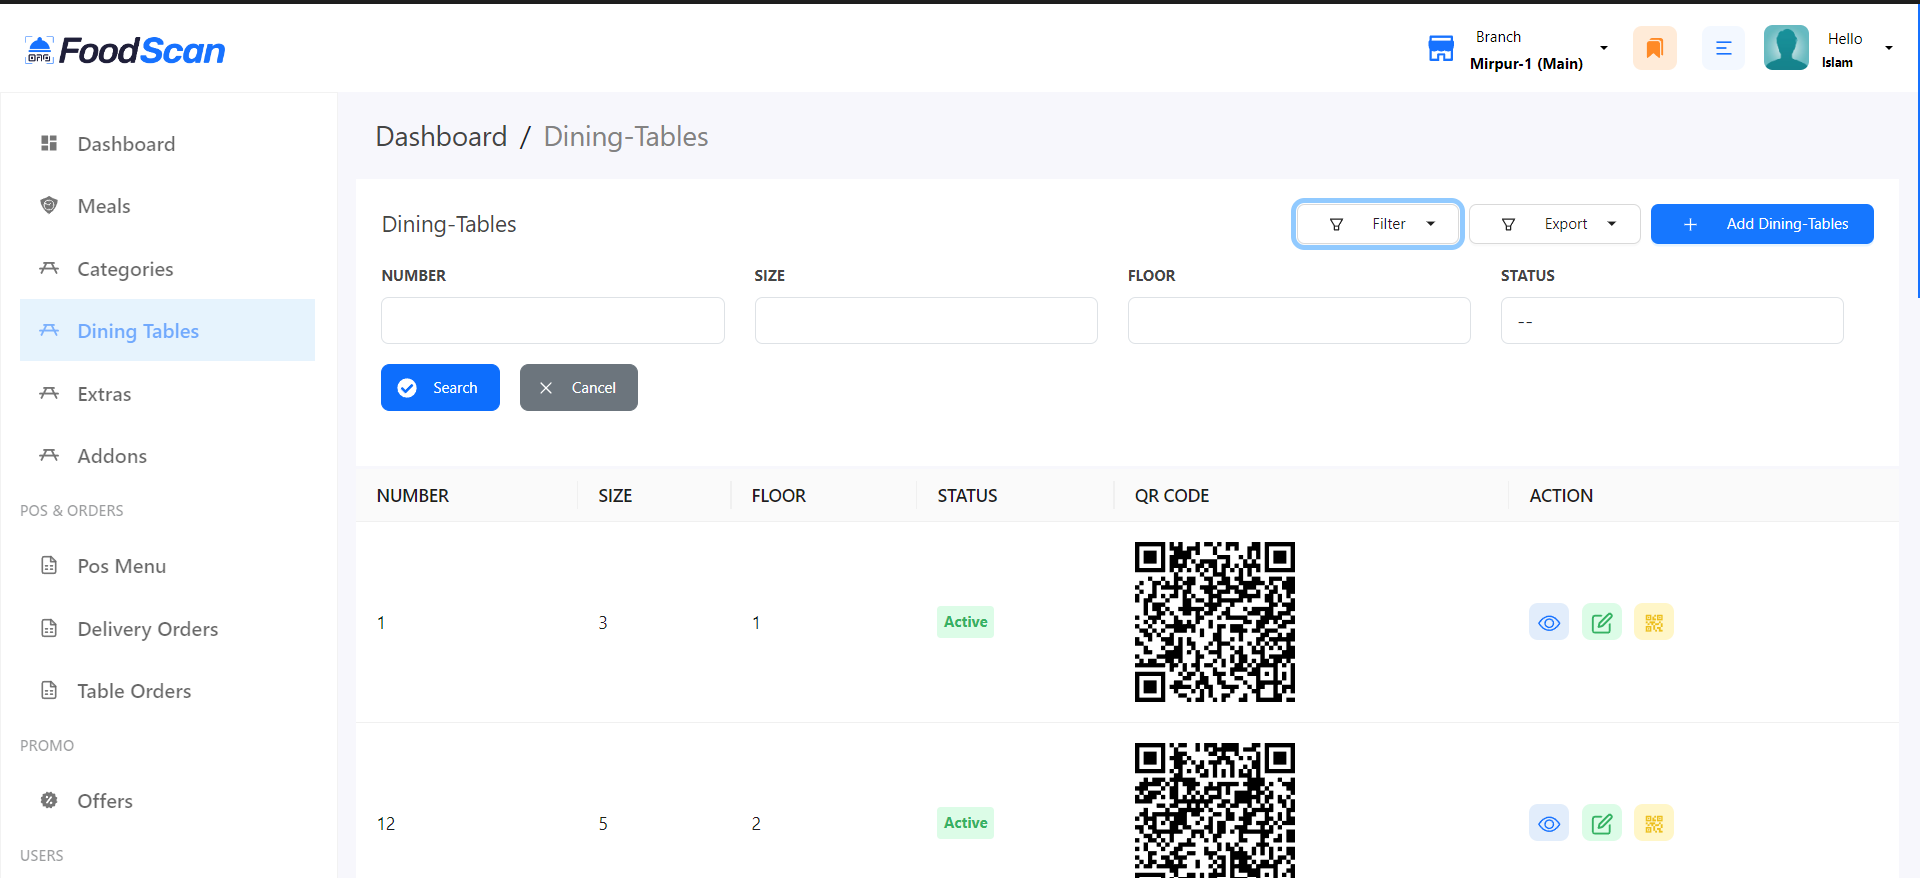 FoodScan
Branch
Mirpur-1 (Main)
Hello
Islam
Dashboard
Meals
Categories
Dining Tables
Extras
Addons
POS & ORDERS
Pos Menu
Delivery Orders
Table Orders
PROMO
Offers
USERS
Dashboard / Dining-Tables
Dining-Tables
Filter
Export
Add Dining-Tables
NUMBER SIZE FLOOR STATUS
--
Search
Cancel
NUMBER SIZE FLOOR STATUS QR CODE ACTION
1 3 1 Active
12 5 2 Active